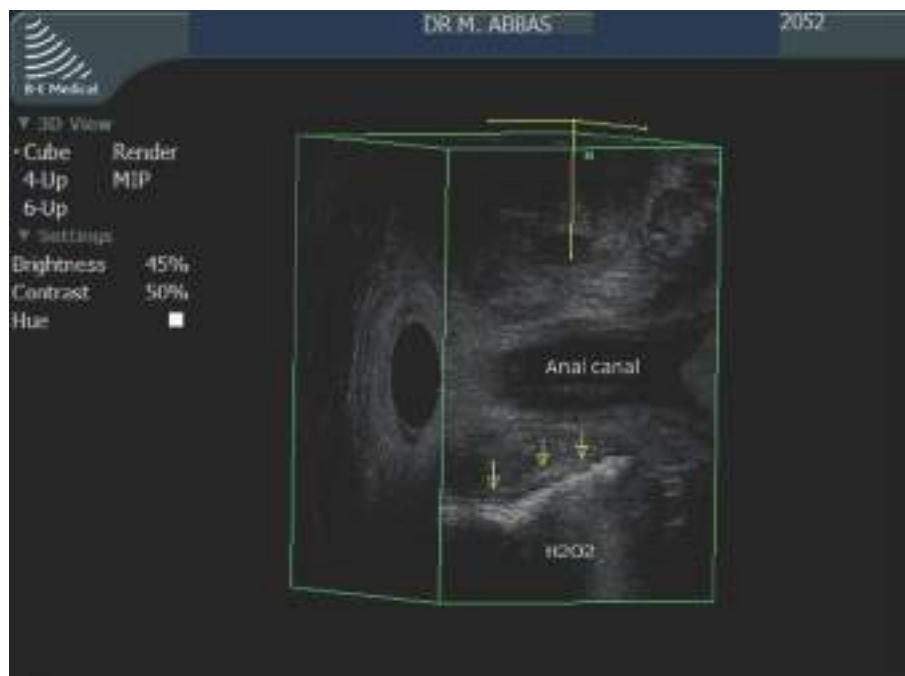 DR M. ABBAS 2052
B-K Medical
▼ 3D View
• Cube Render
4-Up MIP
6-Up
▼ Settings
Brightness 45%
Contrast 50%
Hue
Anal canal
H2O2